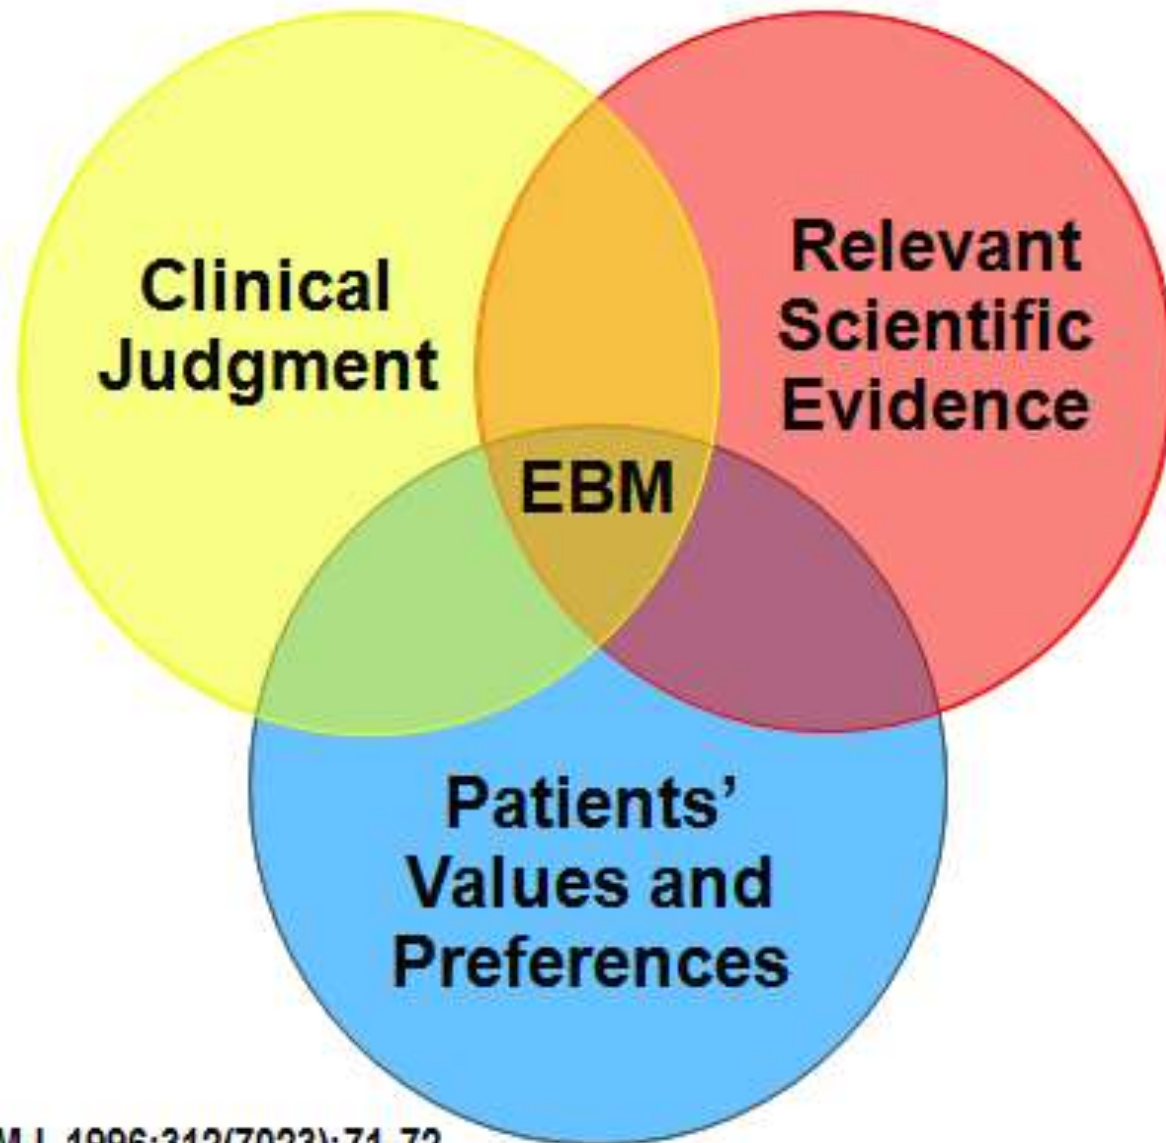 Clinical
Judgment
Relevant
Scientific
Evidence
EBM
Patients’
Values and
Preferences
1996;312(7023):71-72